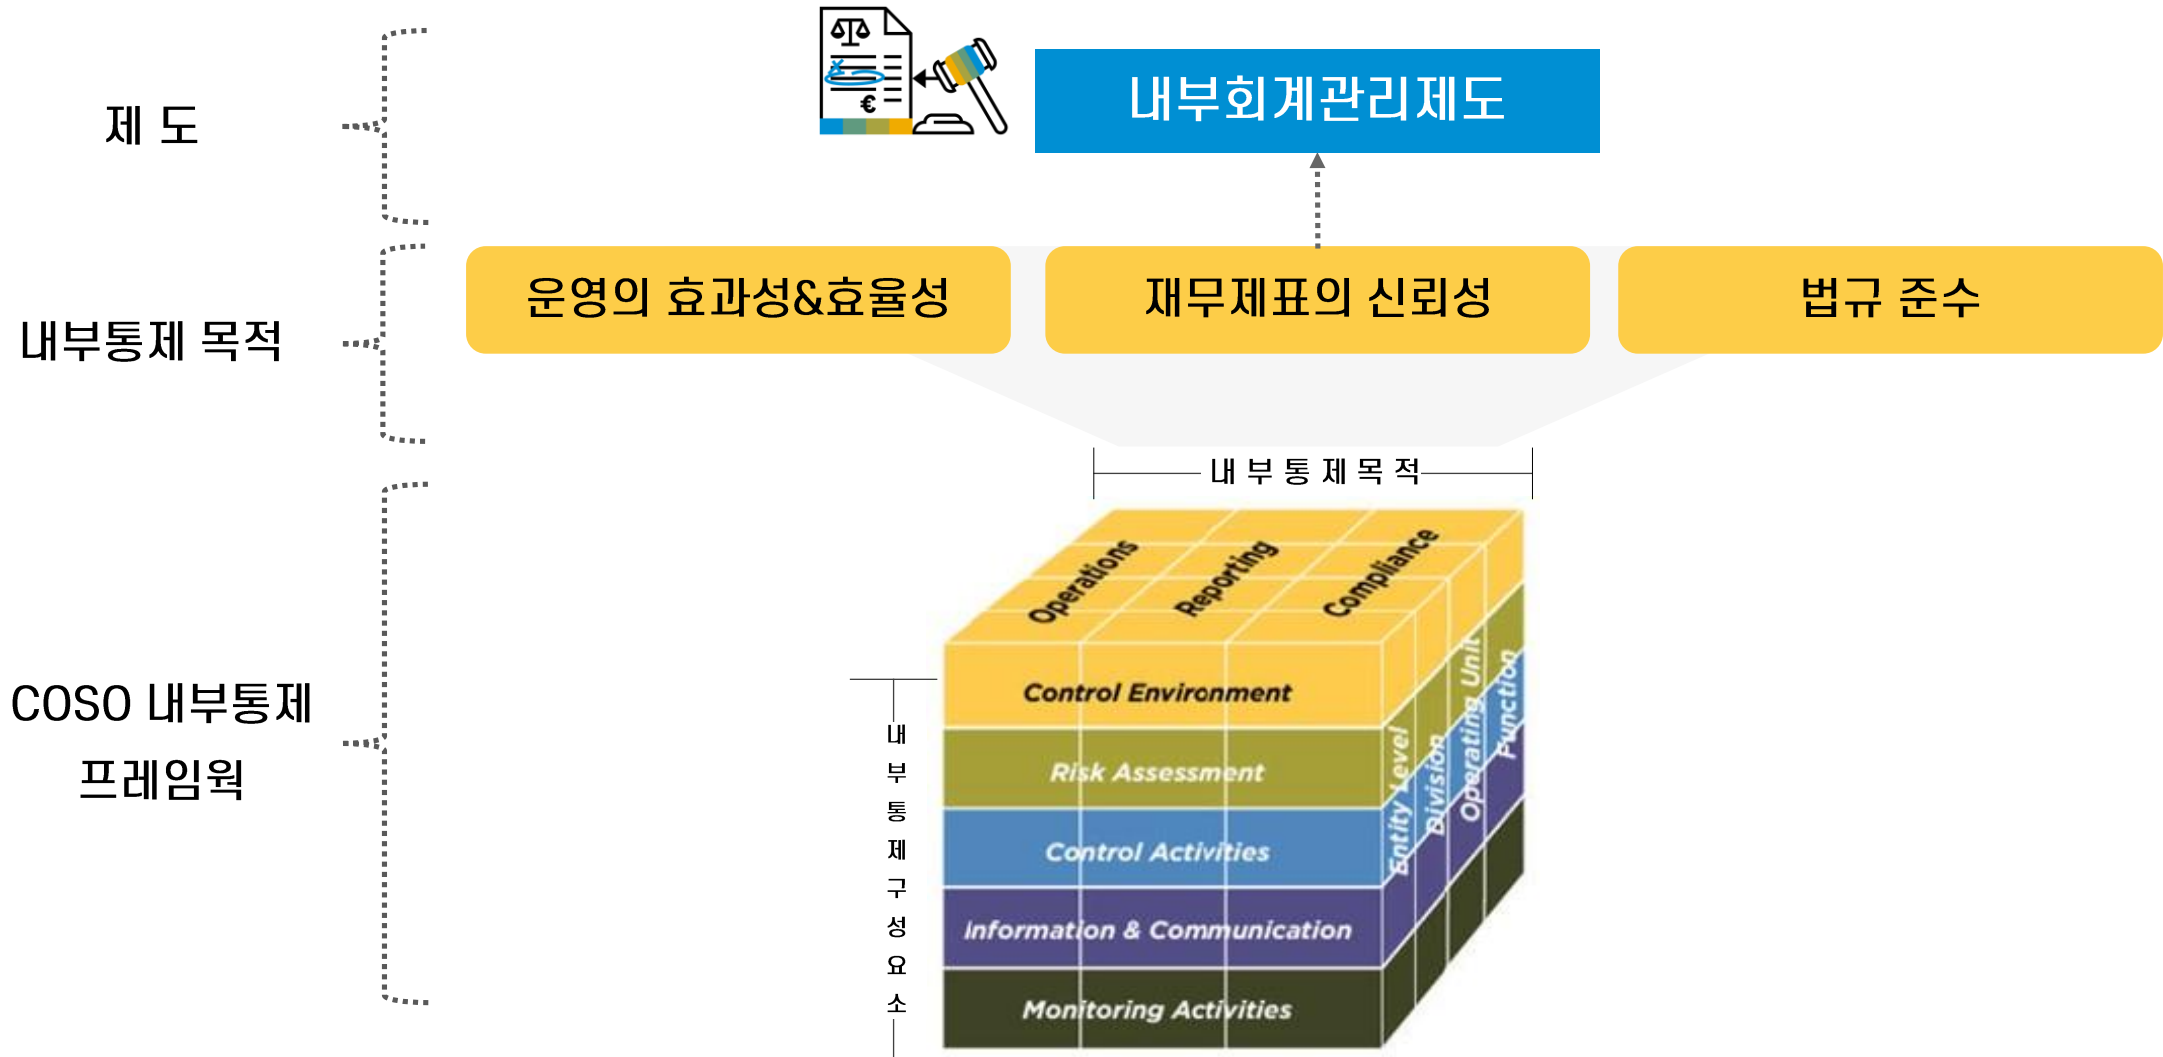 제 도
내부회계관리제도
€
내부통제 목적
운영의 효과성&효율성
재무제표의 신뢰성
법규 준수
내부통제목적
COSO 내부통제
프레임웍
Operations
Reporting
Compliance
내부통제구성요소
Control Environment
Risk Assessment
Control Activities
Information & Communication
Monitoring Activities
Entity Level
Division
Operating Unit
Function